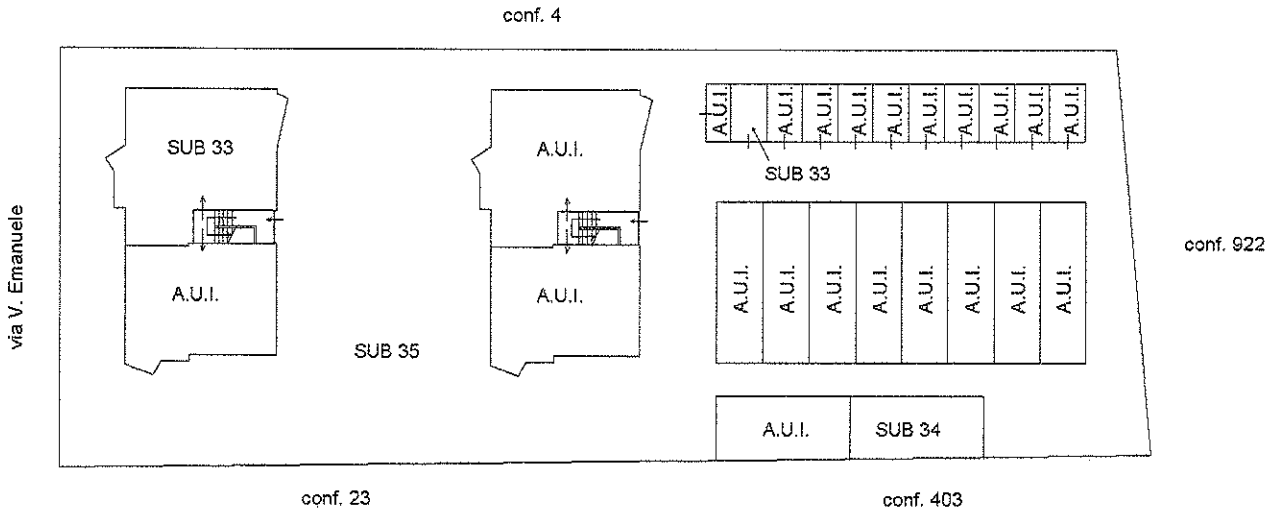 conf. 4
A.U.I. A.U.I. A.U.I. A.U.I. A.U.I. A.U.I. A.U.I. A.U.I. A.U.I. A.U.I.
SUB 33
A.U.I.
SUB 33
via V. Emanuele
conf. 922
A.U.I.
A.U.I.
A.U.I. A.U.I. A.U.I. A.U.I. A.U.I. A.U.I. A.U.I. A.U.I.
SUB 35
A.U.I.
SUB 34
conf. 23
conf. 403